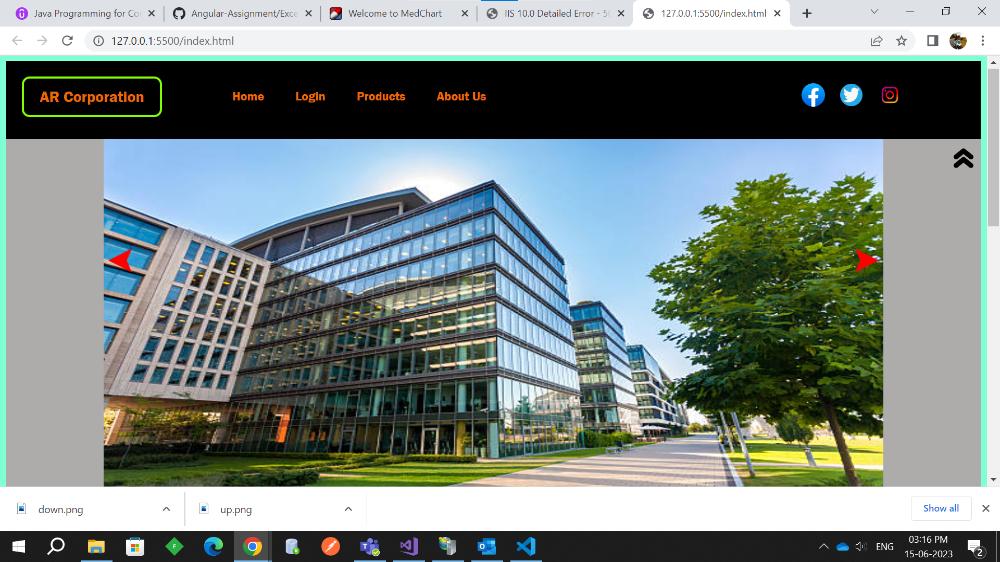 Java Programming for Co
Angular-Assignment/Exce
Welcome to MedChart
IIS 10.0 Detailed Error - 50
127.0.0.1:5500/index.html
127.0.0.1:5500/index.html
AR Corporation
Home
Login
Products
About Us
down.png
up.png
Show all
F
T
O
ENG
03:16 PM
15-06-2023
2